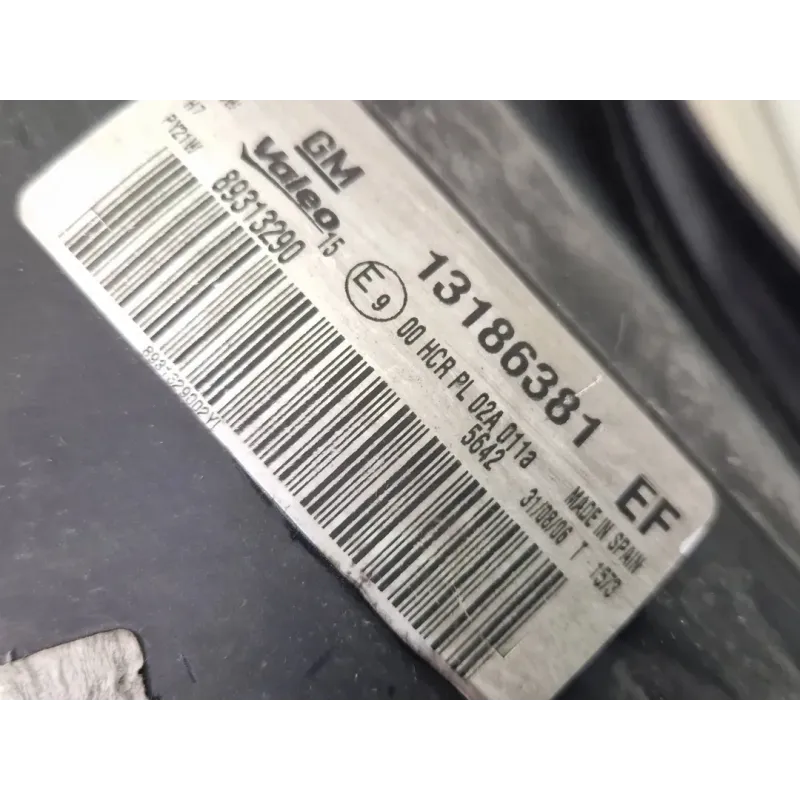 H7
PY21W
GM
Valeo
15
89313290
13186381 EF
E9
00 HCR PL 02A 011a
5642
MADE IN SPAIN
31/08/06 T -1573